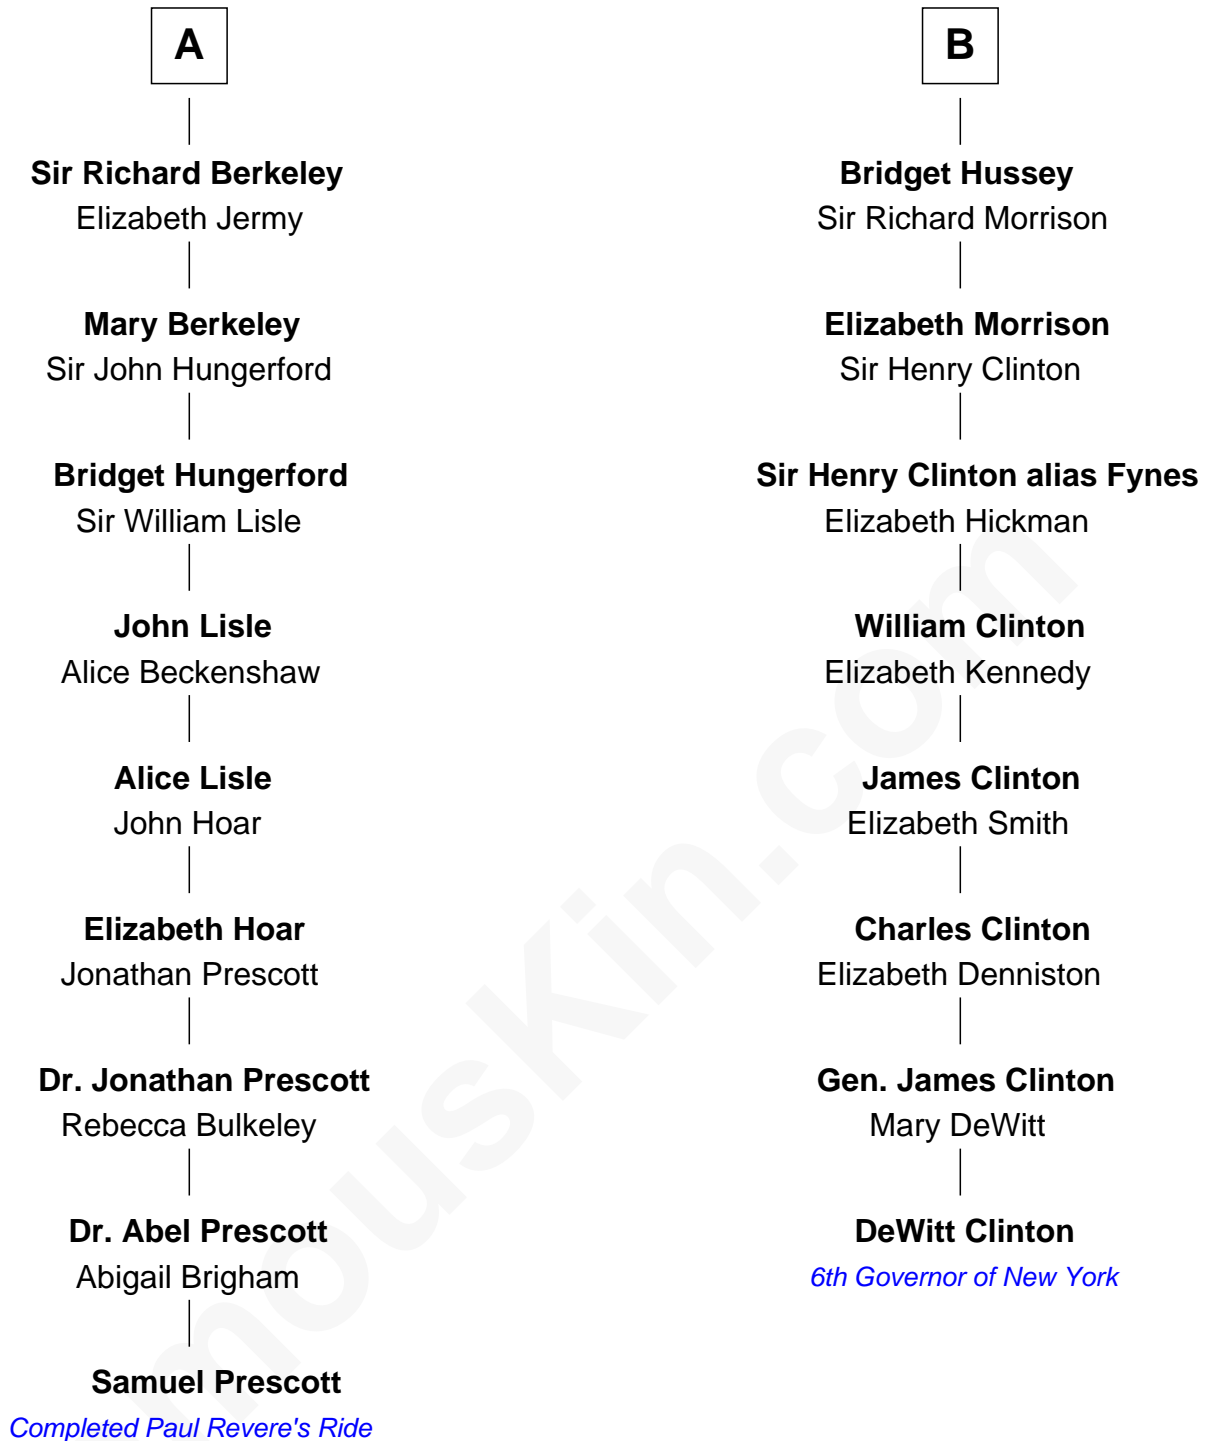 A
Sir Richard Berkeley
Elizabeth Jermy
Mary Berkeley
Sir John Hungerford
Bridget Hungerford
Sir William Lisle
John Lisle
Alice Beckenshaw
Alice Lisle
John Hoar
Elizabeth Hoar
Jonathan Prescott
Dr. Jonathan Prescott
Rebecca Bulkeley
Dr. Abel Prescott
Abigail Brigham
Samuel Prescott
Completed Paul Revere's Ride
B
Bridget Hussey
Sir Richard Morrison
Elizabeth Morrison
Sir Henry Clinton
Sir Henry Clinton alias Fynes
Elizabeth Hickman
William Clinton
Elizabeth Kennedy
James Clinton
Elizabeth Smith
Charles Clinton
Elizabeth Denniston
Gen. James Clinton
Mary DeWitt
DeWitt Clinton
6th Governor of New York
mousKin.com